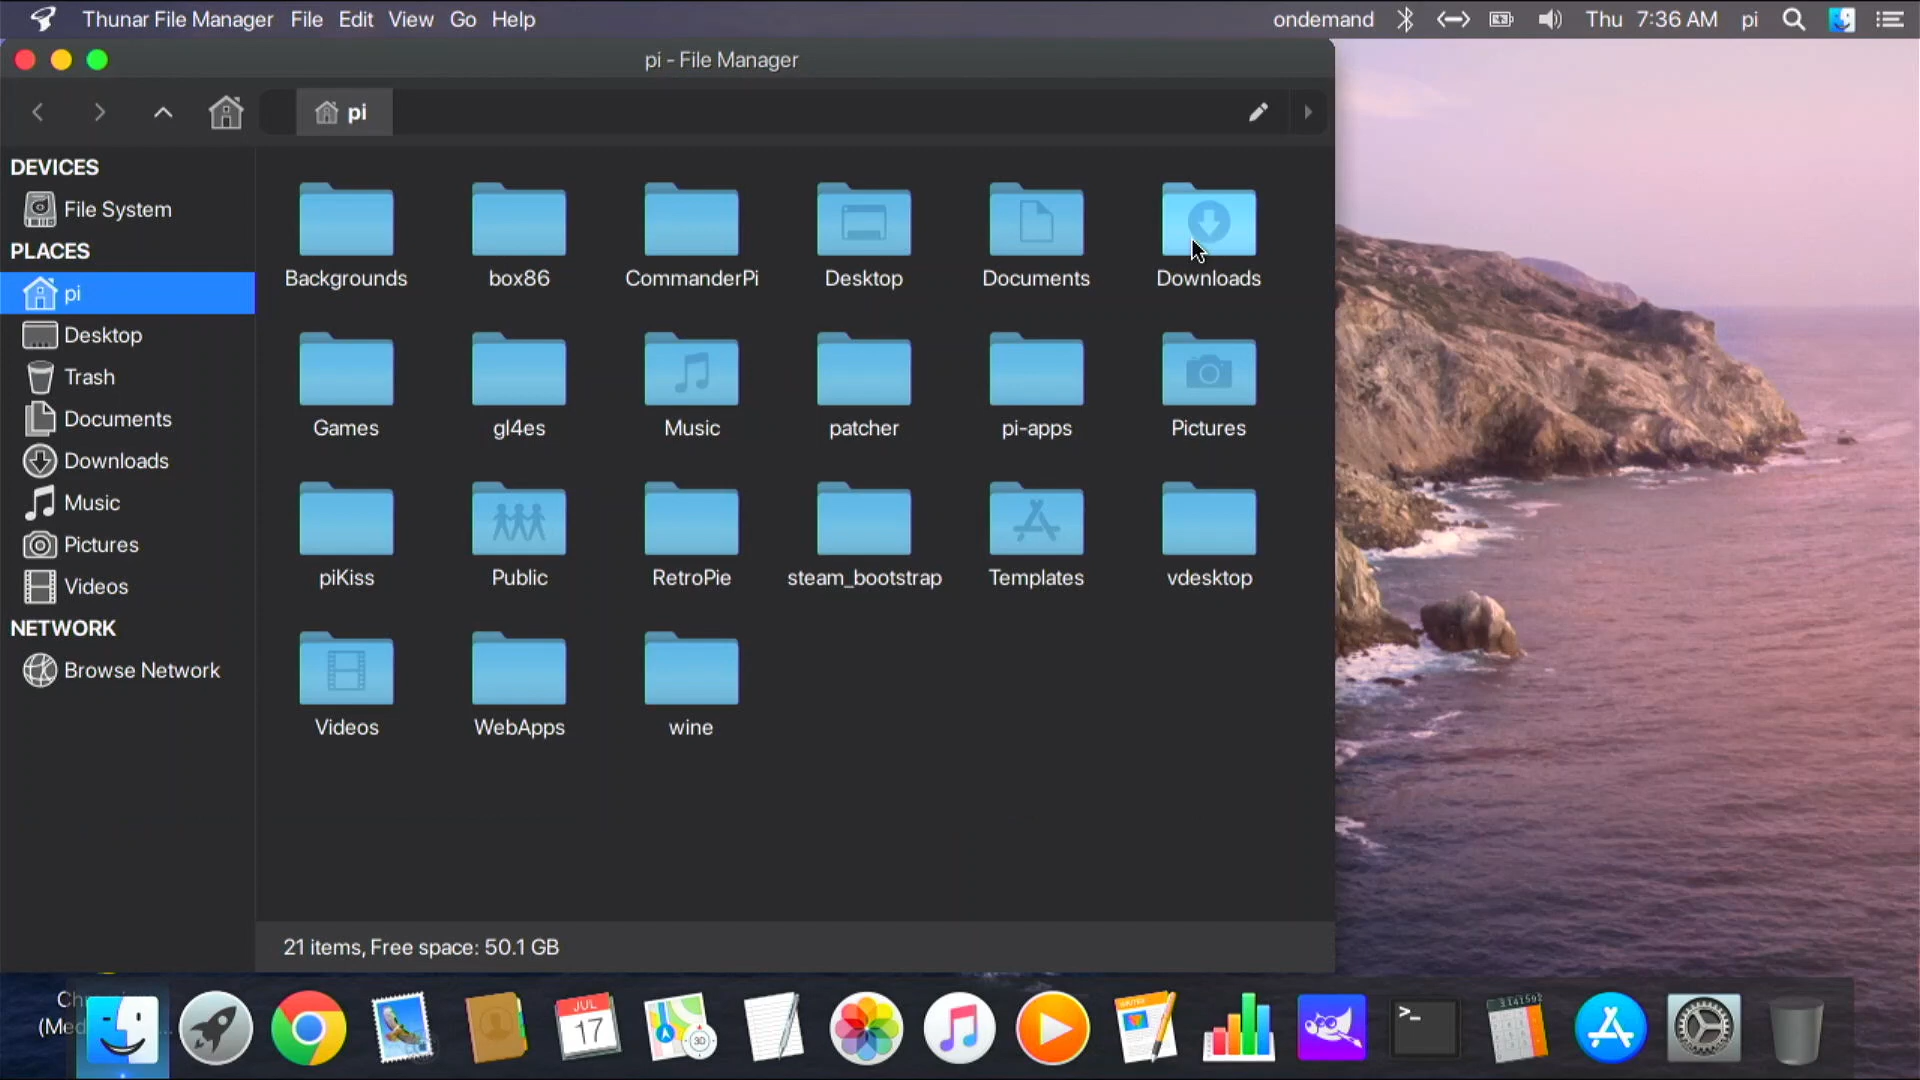 Thunar File Manager File Edit View Go Help ondemand Thu 7:36 AM pi
pi - File Manager
pi
DEVICES
File System
PLACES
pi
Desktop
Trash
Documents
Downloads
Music
Pictures
Videos
NETWORK
Browse Network
Backgrounds box86 CommanderPi Desktop Documents Downloads
Games gl4es Music patcher pi-apps Pictures
piKiss Public RetroPie steam_bootstrap Templates vdesktop
Videos WebApps wine
21 items, Free space: 50.1 GB
JUL
17
3D
>_
3.141592